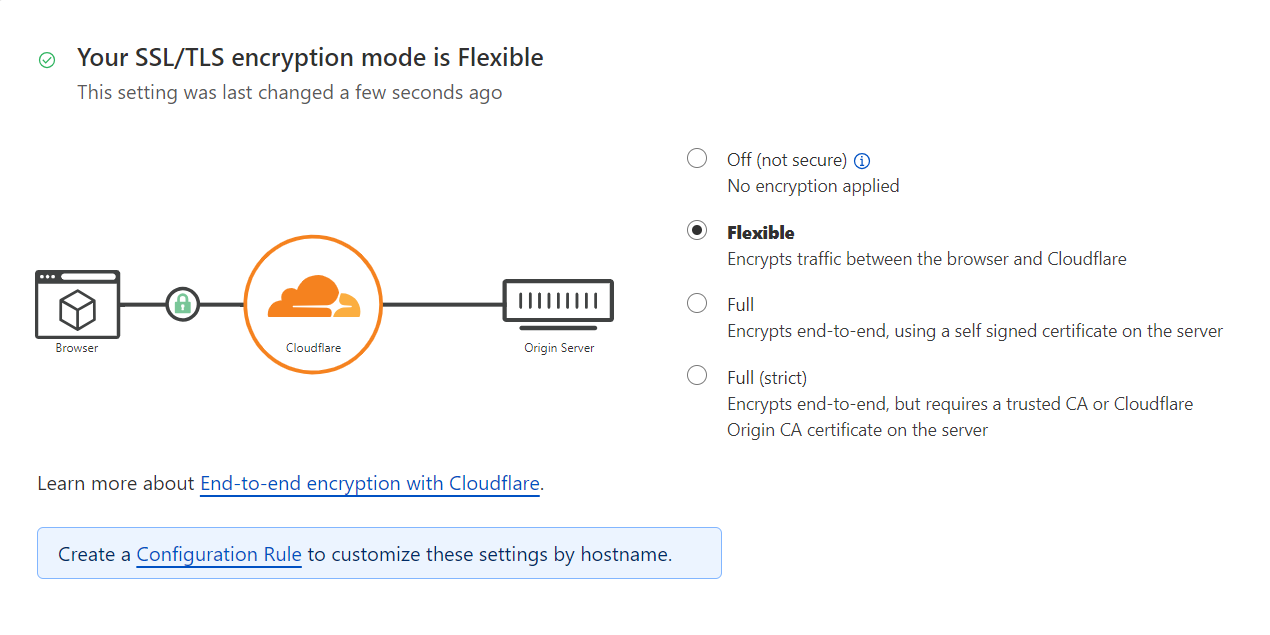 Your SSL/TLS encryption mode is Flexible
This setting was last changed a few seconds ago
Browser
Cloudflare
Origin Server
Off (not secure)
No encryption applied
Flexible
Encrypts traffic between the browser and Cloudflare
Full
Encrypts end-to-end, using a self signed certificate on the server
Full (strict)
Encrypts end-to-end, but requires a trusted CA or Cloudflare
Origin CA certificate on the server
Learn more about End-to-end encryption with Cloudflare.
Create a Configuration Rule to customize these settings by hostname.